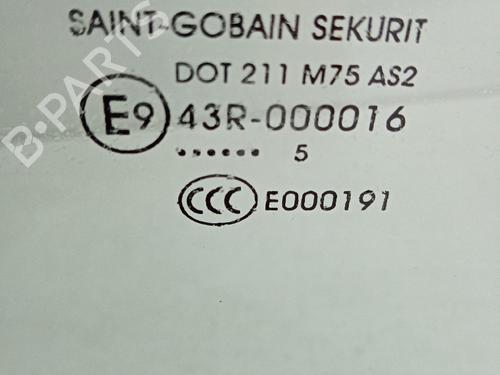 SAINT-GOBAIN SEKURIT
DOT 211 M75 AS2
E9 43R-000016
...... 5
CCC E000191
B-PARTS